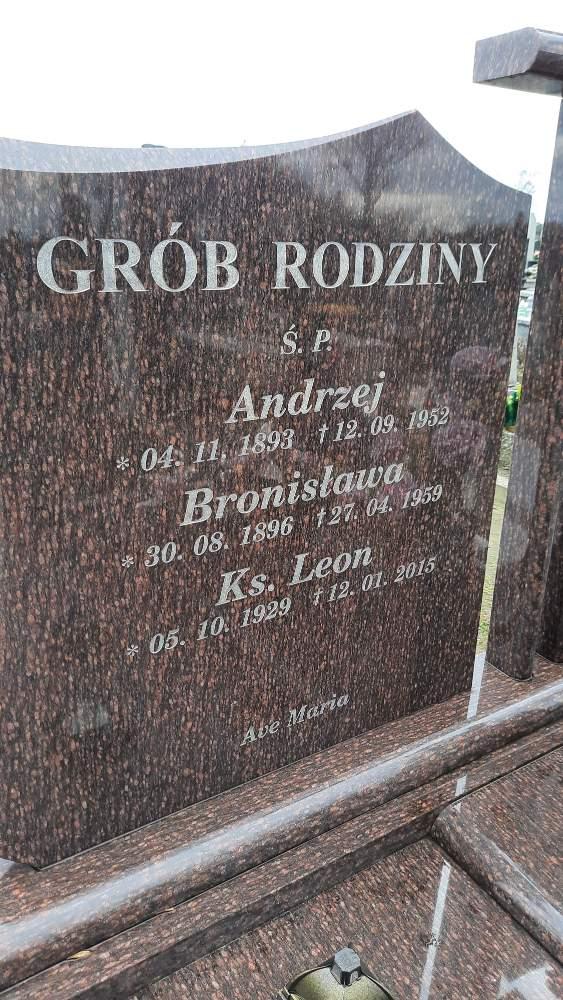 GRÓB RODZINY
Ś. P.
Andrzej
* 04. 11. 1893 † 12. 09. 1952
Bronisława
* 30. 08. 1896 † 27. 04. 1959
Ks. Leon
* 05. 10. 1929 † 12. 01. 2015
Ave Maria